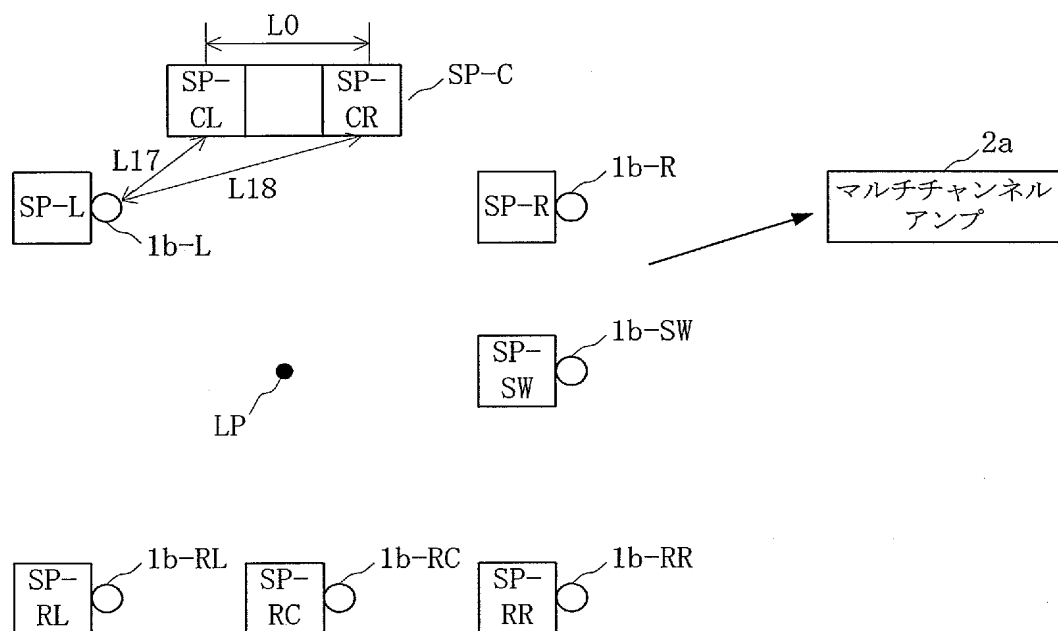 L0
SP-CL
SP-CR
SP-C
L17
L18
SP-L
1b-L
SP-R
1b-R
2a
マルチチャンネル
アンプ
SP-SW
1b-SW
LP
SP-RL
1b-RL
SP-RC
1b-RC
SP-RR
1b-RR